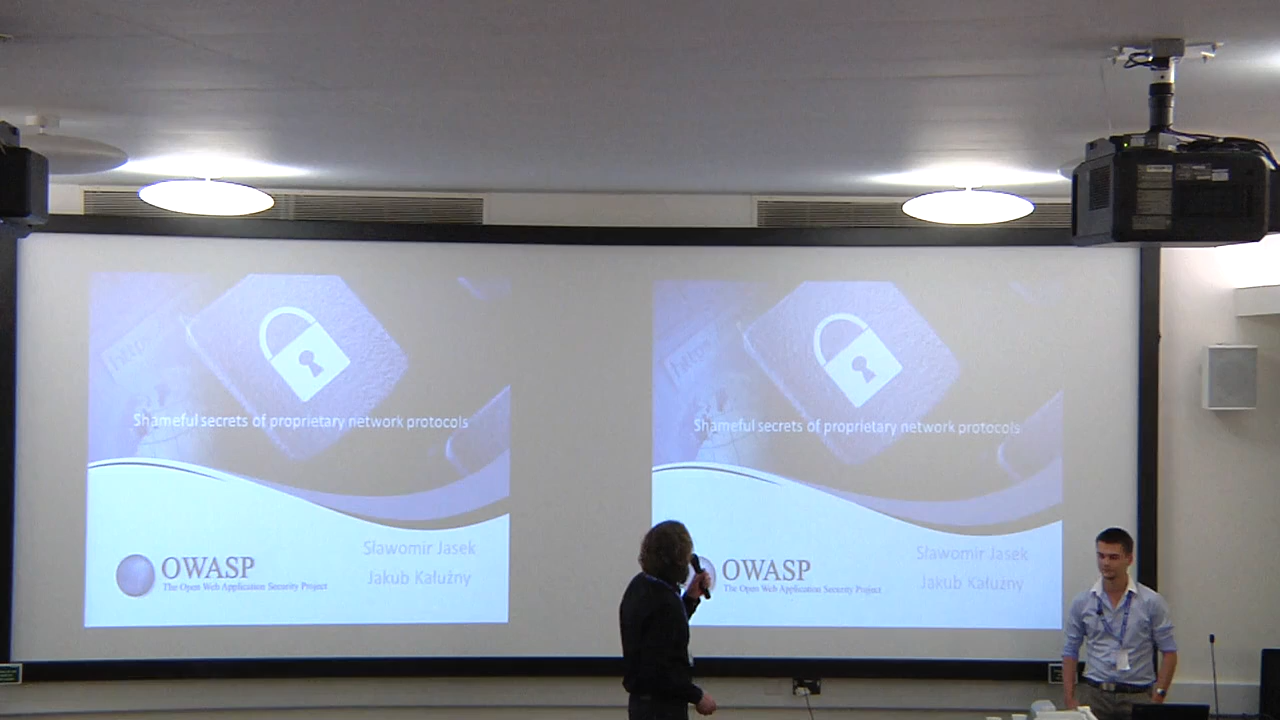 Shameful secrets of proprietary network protocols
Sławomir Jasek
Jakub Kałużny
OWASP
The Open Web Application Security Project
Shameful secrets of proprietary network protocols
Sławomir Jasek
Jakub Kałużny
OWASP
The Open Web Application Security Project